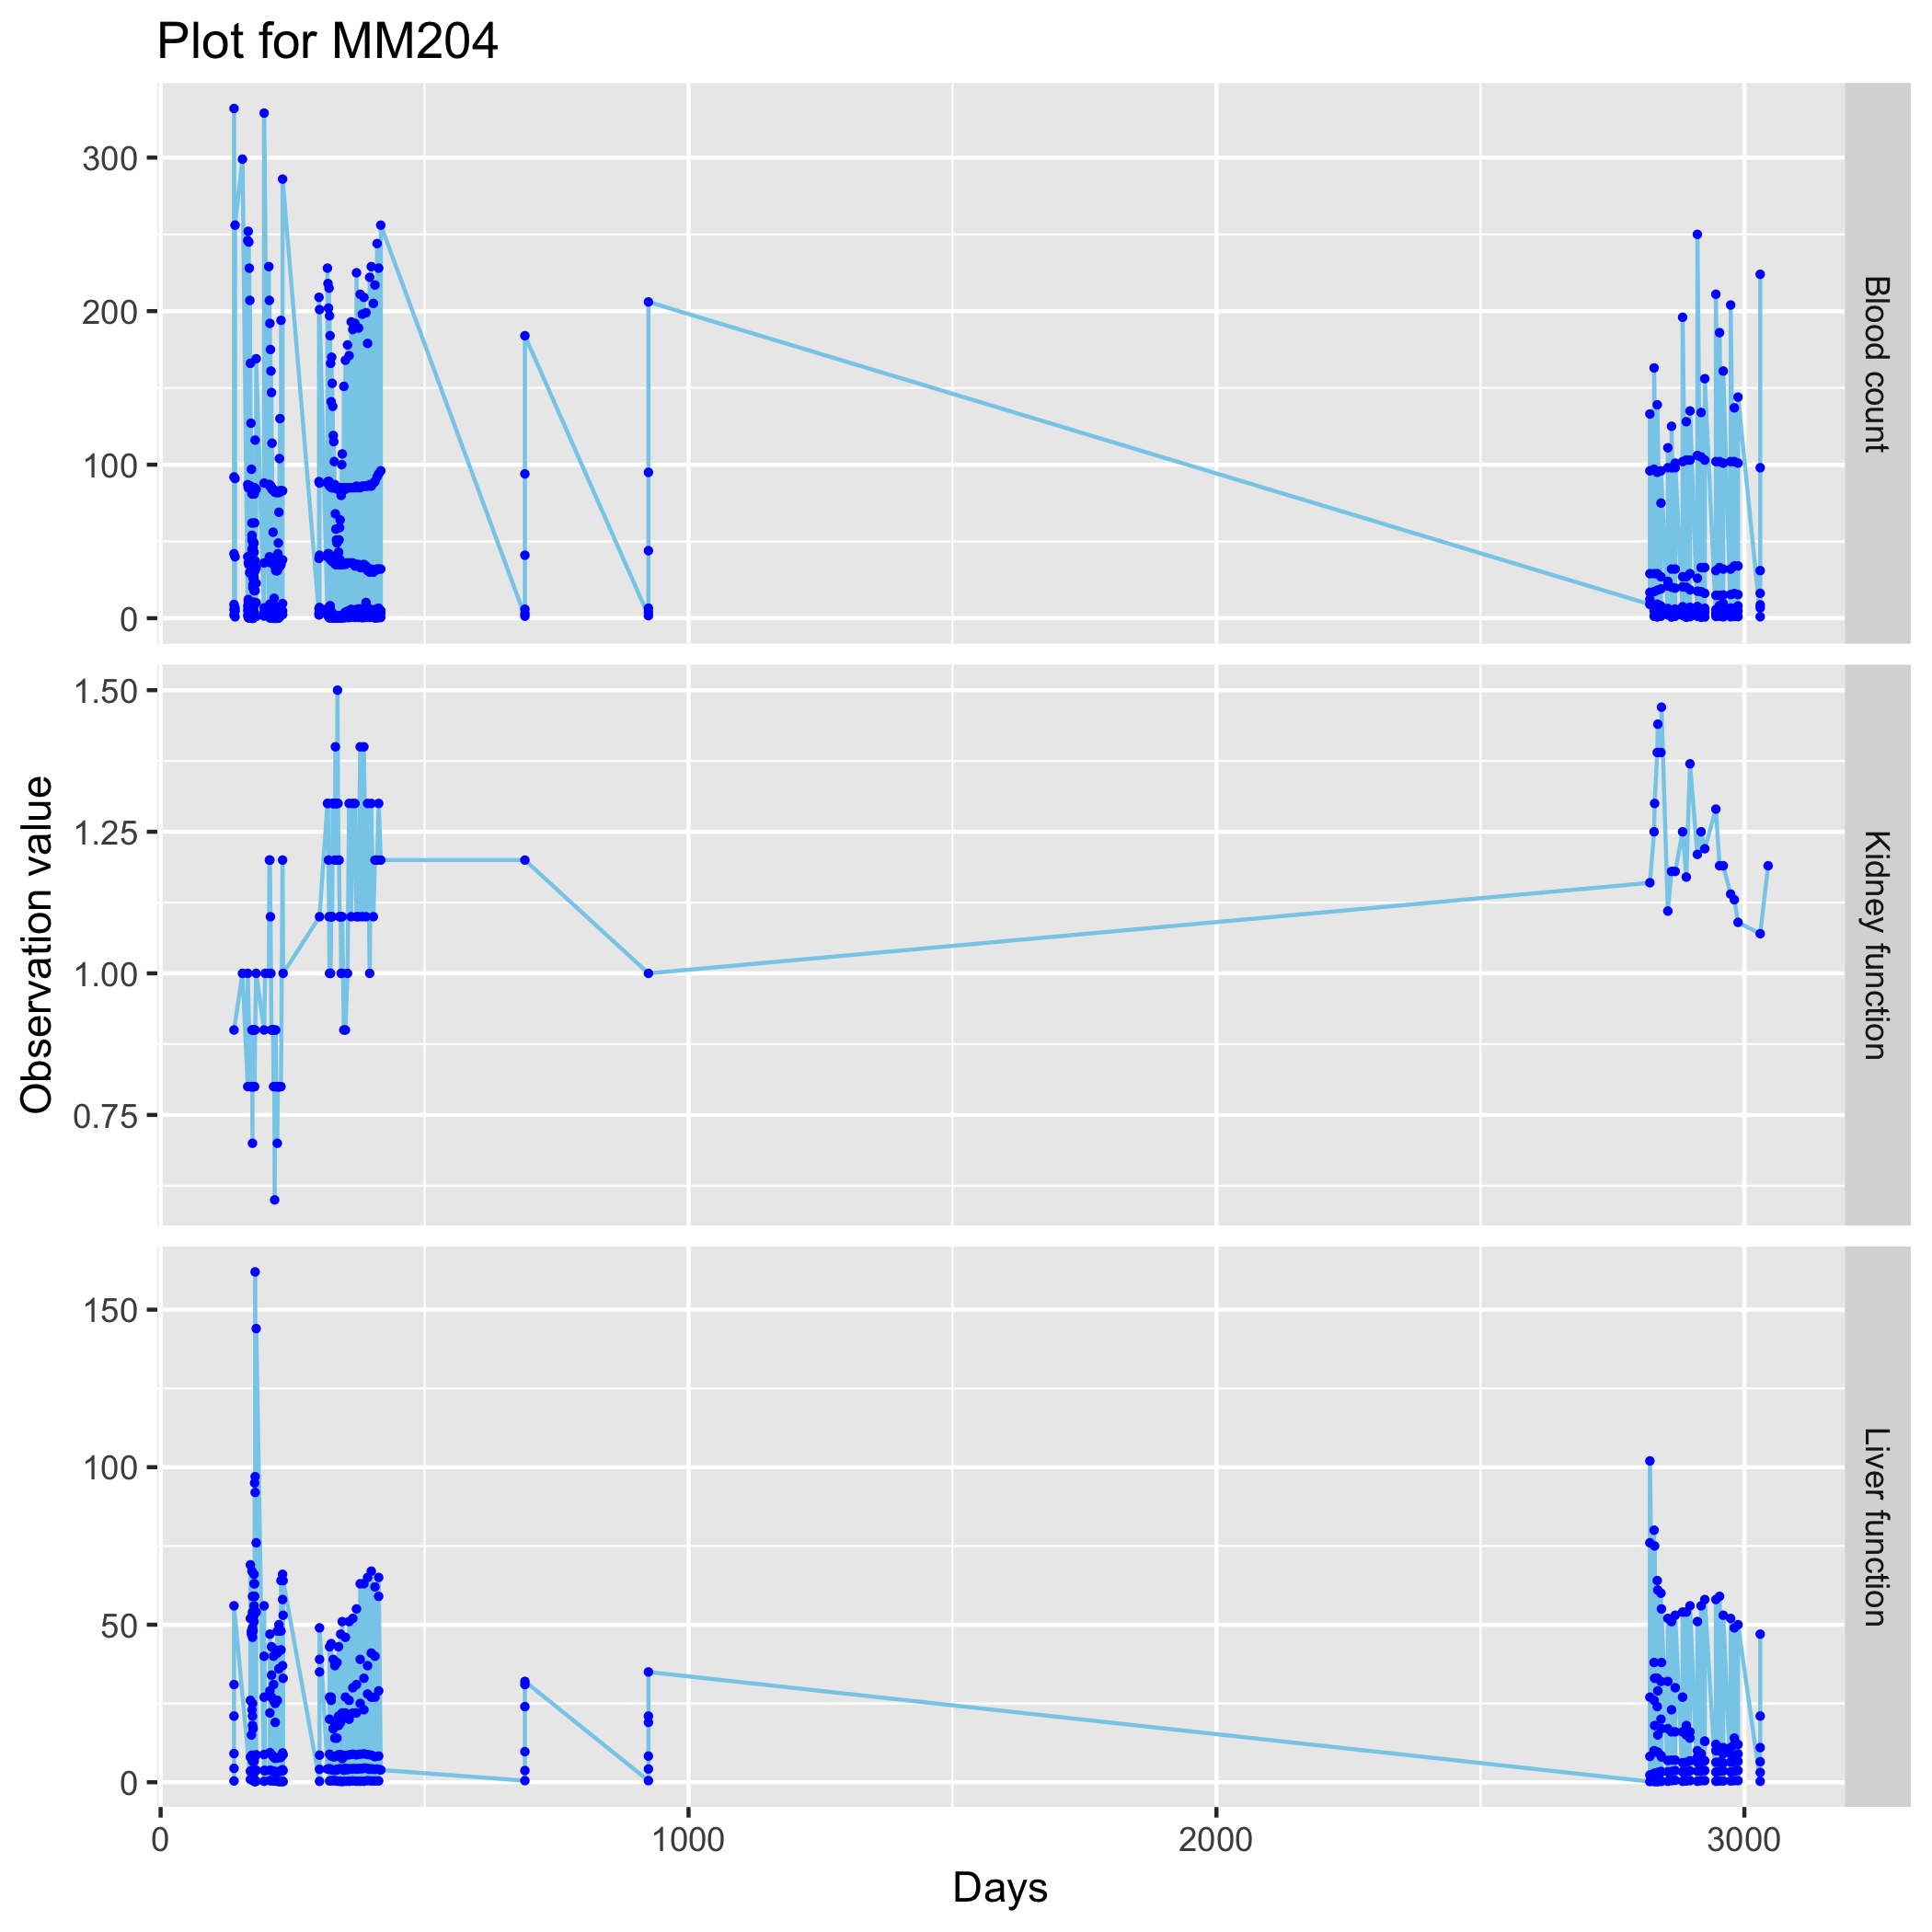 Plot for MM204
300
200
100
0
Blood count
1.50
1.25
1.00
0.75
Kidney function
150
100
50
0
Liver function
0 1000 2000 3000
Days
Observation value